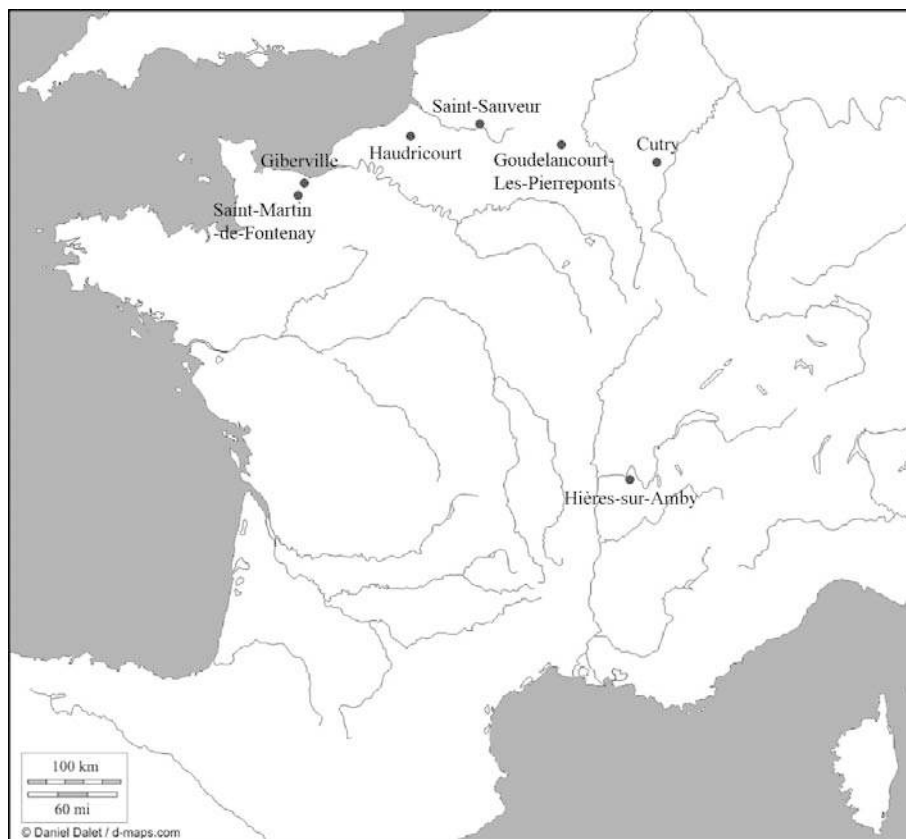 Saint-Sauveur
Haudricourt
Goudelancourt-
Les-Pierreponts
Cutry
Giberville
Saint-Martin
-de-Fontenay
Hières-sur-Amby
100 km
60 mi
© Daniel Dalet / d-maps.com